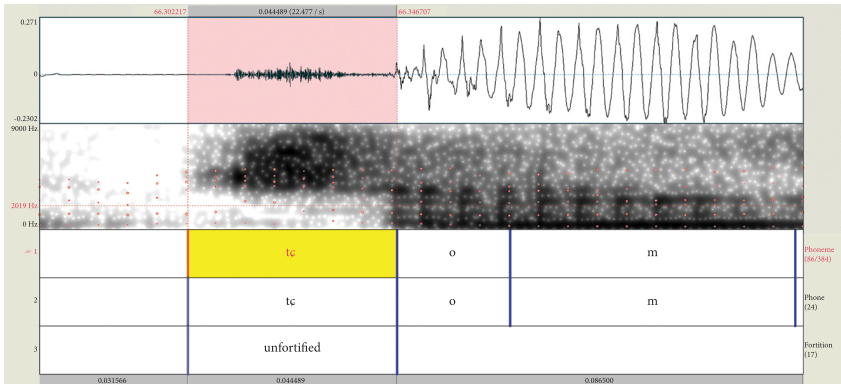 66.302217 0.044489 (22.477 / s) 66.346707
0.271
0
-0.2302
9000 Hz
2019 Hz
0 Hz
1 tɕ o m Phoneme (86/384)
2 tɕ o m Phone (24)
3 unfortified Fortition (17)
0.031566 0.044489 0.086500